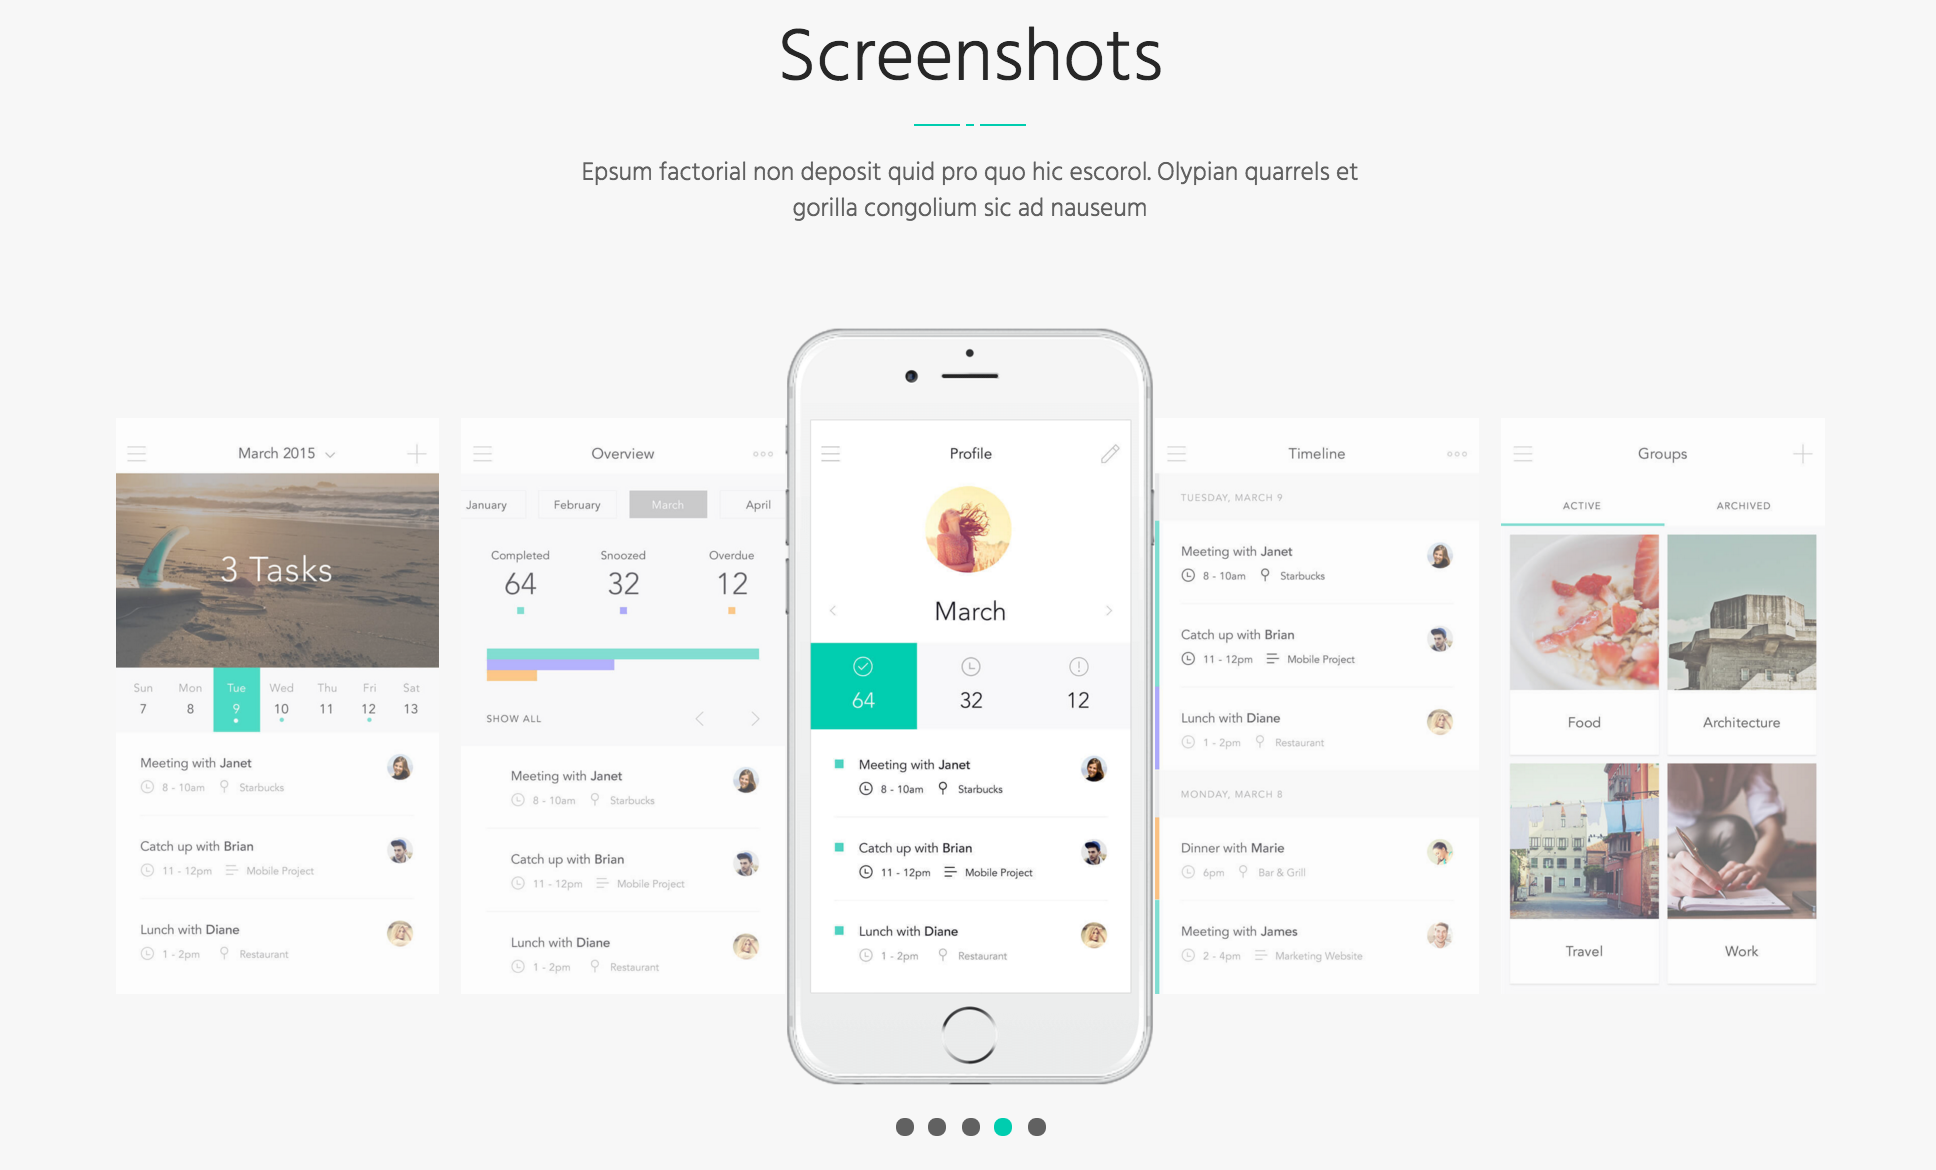 Screenshots
Epsum factorial non deposit quid pro quo hic escorol. Olypian quarrels et
gorilla congolium sic ad nauseum
March 2015
3 Tasks
Sun Mon Tue Wed Thu Fri Sat
7 8 9 10 11 12 13
Meeting with Janet
8 - 10am Starbucks
Catch up with Brian
11 - 12pm Mobile Project
Lunch with Diane
1 - 2pm Restaurant
Overview
January February March April
Completed Snoozed Overdue
64 32 12
SHOW ALL
Meeting with Janet
8 - 10am Starbucks
Catch up with Brian
11 - 12pm Mobile Project
Lunch with Diane
1 - 2pm Restaurant
Profile
March
64 32 12
Meeting with Janet
8 - 10am Starbucks
Catch up with Brian
11 - 12pm Mobile Project
Lunch with Diane
1 - 2pm Restaurant
Timeline
TUESDAY, MARCH 9
Meeting with Janet
8 - 10am Starbucks
Catch up with Brian
11 - 12pm Mobile Project
Lunch with Diane
1 - 2pm Restaurant
MONDAY, MARCH 8
Dinner with Marie
6pm Bar & Grill
Meeting with James
2 - 4pm Marketing Website
Groups
ACTIVE ARCHIVED
Food Architecture
Travel Work